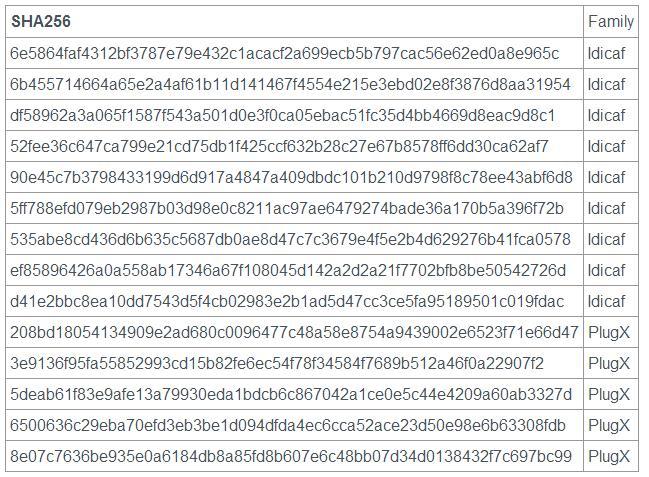 SHA256 Family
6e5864faf4312bf3787e79e432c1acacf2a699ecb5b797cac56e62ed0a8e965c Idicaf
6b455714664a65e2a4af61b11d141467f4554e215e3ebd02e8f3876d8aa31954 Idicaf
df58962a3a065f1587f543a501d0e3f0ca05ebac51fc35d4bb4669d8eac9d8c1 Idicaf
52fee36c647ca799e21cd75db1f425ccf632b28c27e67b8578ff6dd30ca62af7 Idicaf
90e45c7b3798433199d6d917a4847a409dbdc101b210d9798f8c78ee43abf6d8 Idicaf
5ff788efd079eb2987b03d98e0c8211ac97ae6479274bade36a170b5a396f72b Idicaf
535abe8cd436d6b635c5687db0ae8d47c7c3679e4f5e2b4d629276b41fca0578 Idicaf
ef85896426a0a558ab17346a67f108045d142a2d2a21f7702bfb8be50542726d Idicaf
d41e2bbc8ea10dd7543d5f4cb02983e2b1ad5d47cc3ce5fa95189501c019fdac Idicaf
208bd18054134909e2ad680c0096477c48a58e8754a9439002e6523f71e66d47 PlugX
3e9136f95fa55852993cd15b82fe6ec54f78f34584f7689b512a46f0a22907f2 PlugX
5deab61f83e9afe13a79930eda1bdcb6c867042a1ce0e5c44e4209a60ab3327d PlugX
6500636c29eba70efd3eb3be1d094dfda4ec6cca52ace23d50e98e6b63308fdb PlugX
8e07c7636be935e0a6184db8a85fd8b607e6c48bb07d34d0138432f7c697bc99 PlugX